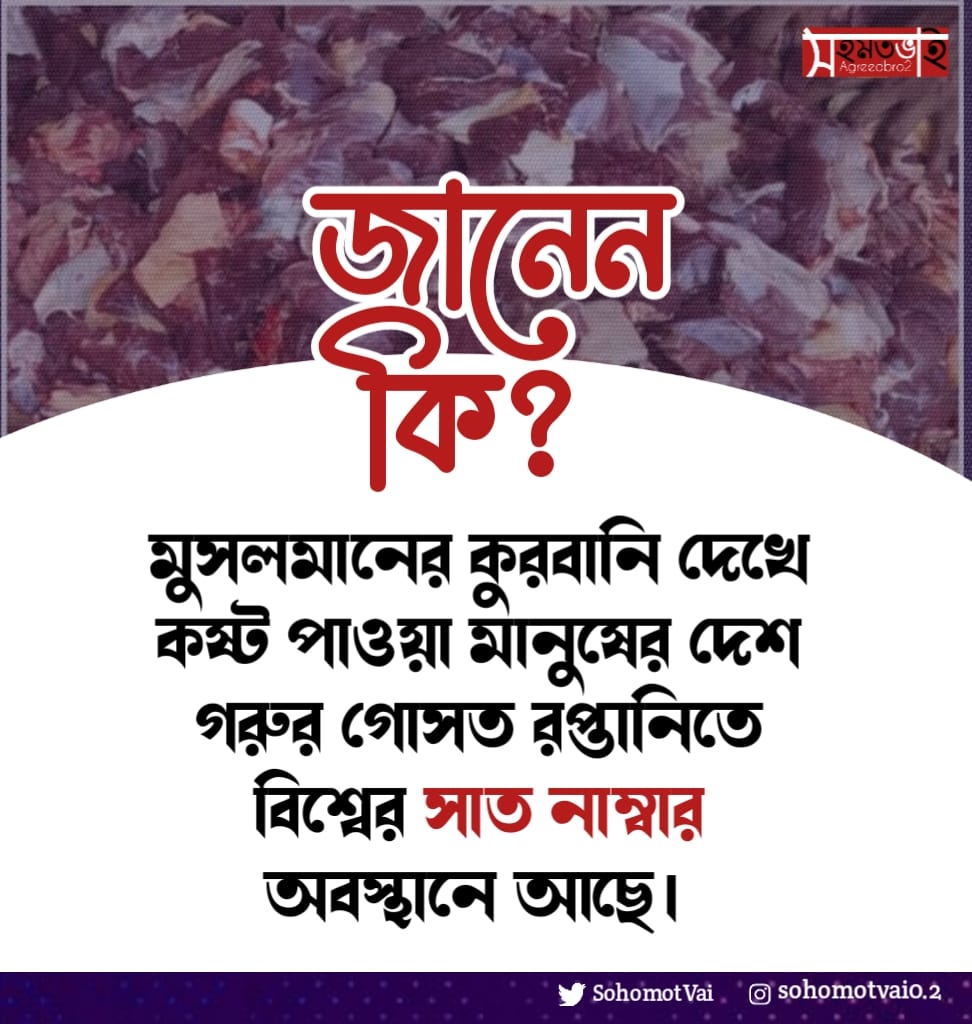 সহমতভাই
Agreeabro2
জানেন
কি?
মুসলমানের কুরবানি দেখে
কষ্ট পাওয়া মানুষের দেশ
গরুর গোসত রপ্তানিতে
বিশ্বের সাত নাম্বার
অবস্থানে আছে।
SohomotVai sohomotvaio.2